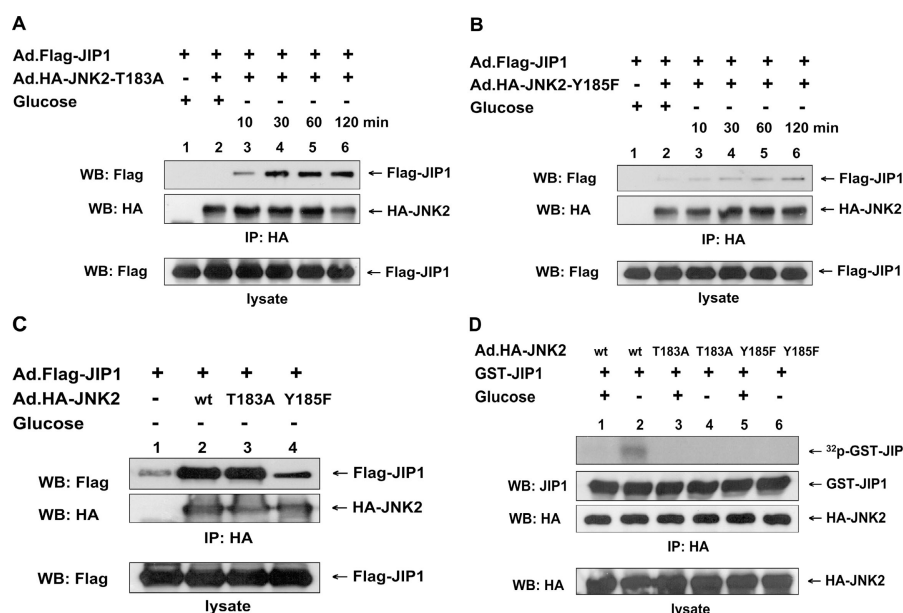 A
Ad.Flag-JIP1 + + + + + +
Ad.HA-JNK2-T183A - + + + + +
Glucose + + - - - -
10 30 60 120 min
1 2 3 4 5 6
WB: Flag ← Flag-JIP1
WB: HA ← HA-JNK2
IP: HA
WB: Flag ← Flag-JIP1
lysate
B
Ad.Flag-JIP1 + + + + + +
Ad.HA-JNK2-Y185F - + + + + +
Glucose + + - - - -
10 30 60 120 min
1 2 3 4 5 6
WB: Flag ← Flag-JIP1
WB: HA ← HA-JNK2
IP: HA
WB: Flag ← Flag-JIP1
lysate
C
Ad.Flag-JIP1 + + + +
Ad.HA-JNK2 - wt T183A Y185F
Glucose - - - -
1 2 3 4
WB: Flag ← Flag-JIP1
WB: HA ← HA-JNK2
IP: HA
WB: Flag ← Flag-JIP1
lysate
D
Ad.HA-JNK2 wt wt T183A T183A Y185F Y185F
GST-JIP1 + + + + + +
Glucose + - + - + -
1 2 3 4 5 6
← ³²p-GST-JIP
WB: JIP1 ← GST-JIP1
WB: HA ← HA-JNK2
IP: HA
WB: HA ← HA-JNK2
lysate